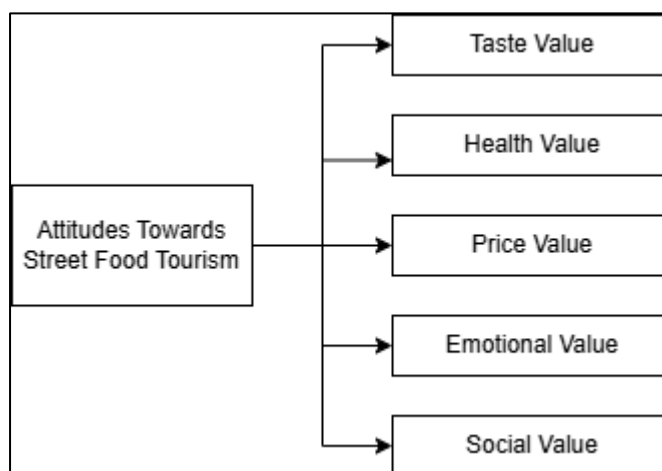 Taste Value
Health Value
Attitudes Towards
Street Food Tourism
Price Value
Emotional Value
Social Value